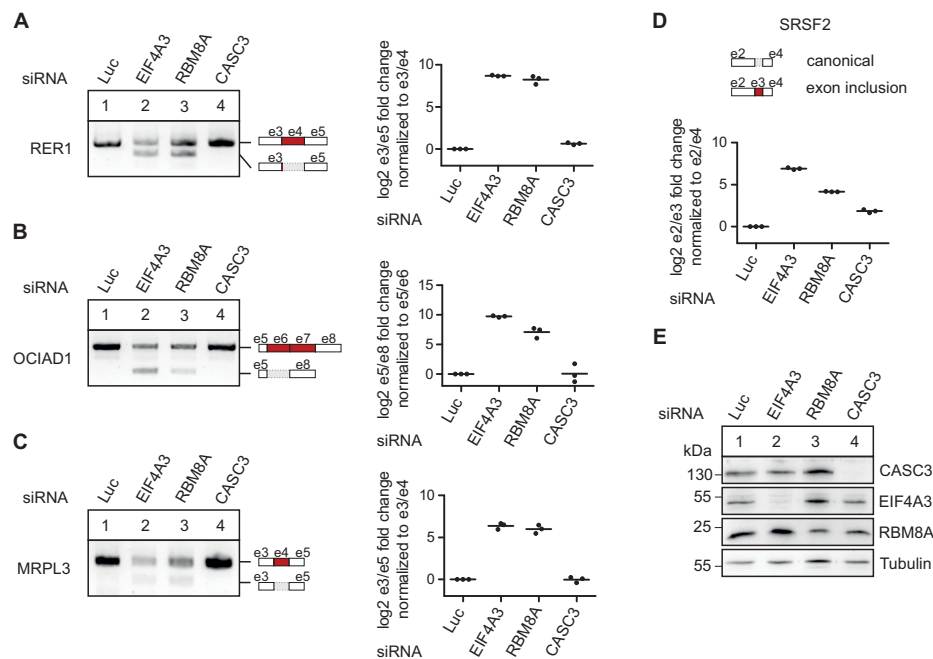 A
siRNA
Luc
EIF4A3
RBM8A
CASC3
1 2 3 4
RER1
e3 e4 e5
e3 e5
log2 e3/e5 fold change
normalized to e3/e4
10
5
0
siRNA
Luc
EIF4A3
RBM8A
CASC3
B
siRNA
Luc
EIF4A3
RBM8A
CASC3
1 2 3 4
OCIAD1
e5 e6 e7 e8
e5 e8
log2 e5/e8 fold change
normalized to e5/e6
15
10
5
0
siRNA
Luc
EIF4A3
RBM8A
CASC3
C
siRNA
Luc
EIF4A3
RBM8A
CASC3
1 2 3 4
MRPL3
e3 e4 e5
e3 e5
log2 e3/e5 fold change
normalized to e3/e4
10
5
0
siRNA
Luc
EIF4A3
RBM8A
CASC3
D
SRSF2
e2 e4
canonical
e2 e3 e4
exon inclusion
log2 e2/e3 fold change
normalized to e2/e4
10
5
0
siRNA
Luc
EIF4A3
RBM8A
CASC3
E
siRNA
Luc
EIF4A3
RBM8A
CASC3
kDa
1 2 3 4
130
CASC3
55
EIF4A3
25
RBM8A
55
Tubulin